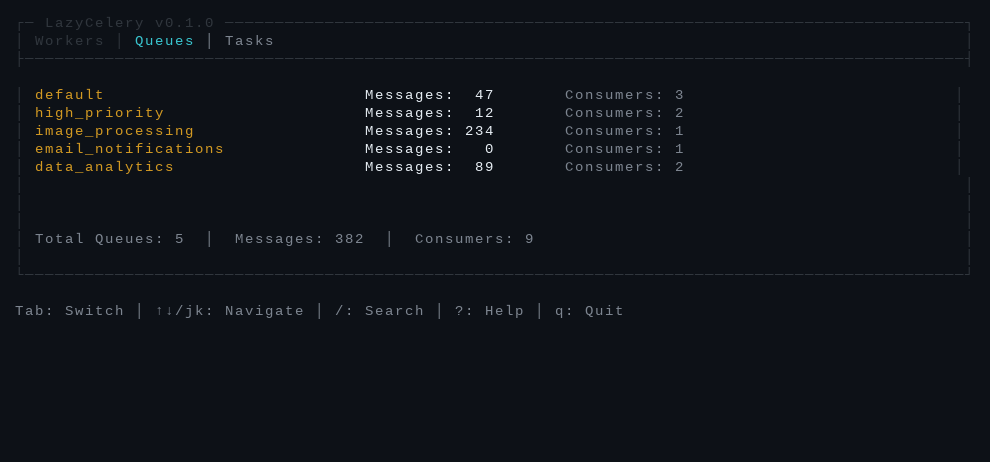 LazyCelery v0.1.0
Workers │ Queues │ Tasks
default Messages: 47 Consumers: 3
high_priority Messages: 12 Consumers: 2
image_processing Messages: 234 Consumers: 1
email_notifications Messages: 0 Consumers: 1
data_analytics Messages: 89 Consumers: 2
Total Queues: 5 │ Messages: 382 │ Consumers: 9
Tab: Switch │ ↑↓/jk: Navigate │ /: Search │ ?: Help │ q: Quit